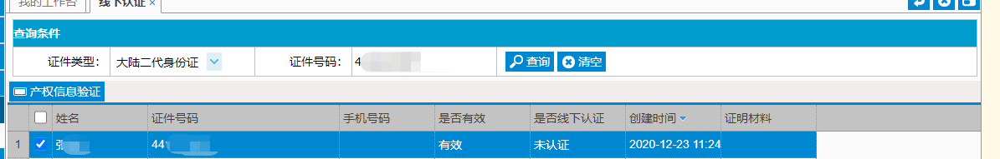 我的工作台 线下认证 ×
查询条件
证件类型: 大陆二代身份证 证件号码: 4 查询 清空
产权信息验证
姓名 证件号码 手机号码 是否有效 是否线下认证 创建时间 证明材料
1 张 441 有效 未认证 2020-12-23 11:24